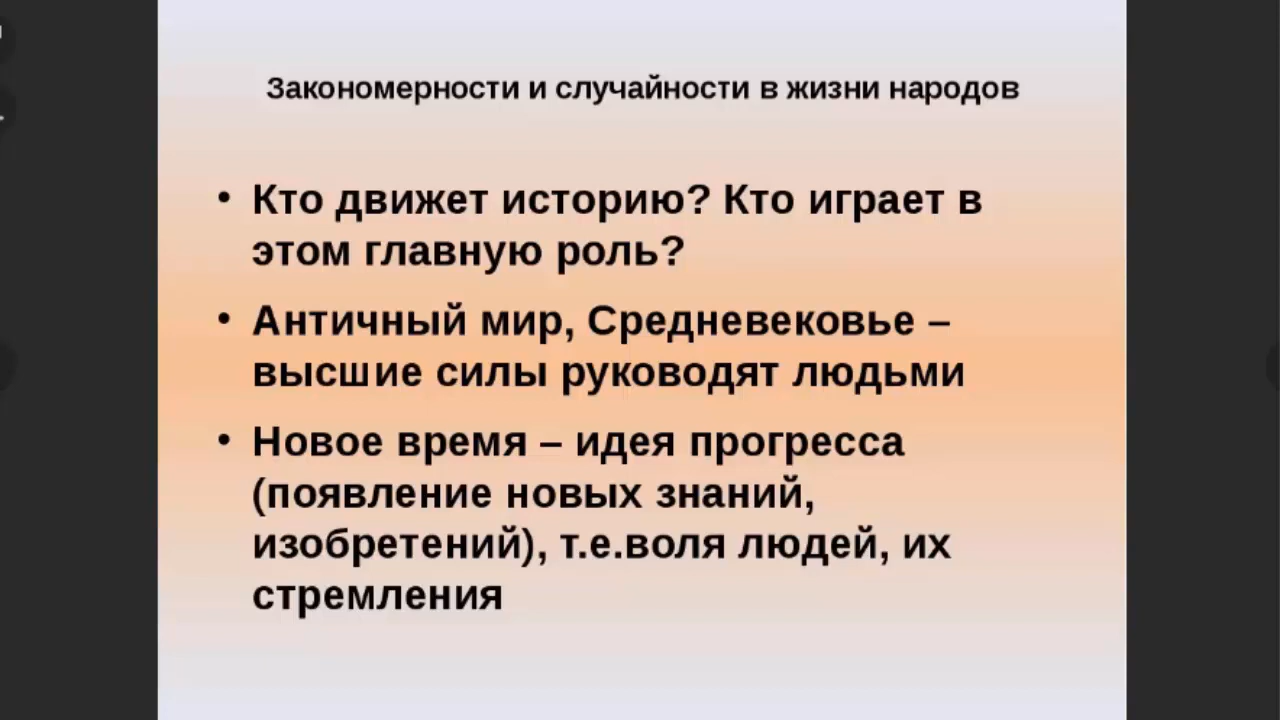 Закономерности и случайности в жизни народов
• Кто движет историю? Кто играет в
этом главную роль?
• Античный мир, Средневековье –
высшие силы руководят людьми
• Новое время – идея прогресса
(появление новых знаний,
изобретений), т.е.воля людей, их
стремления